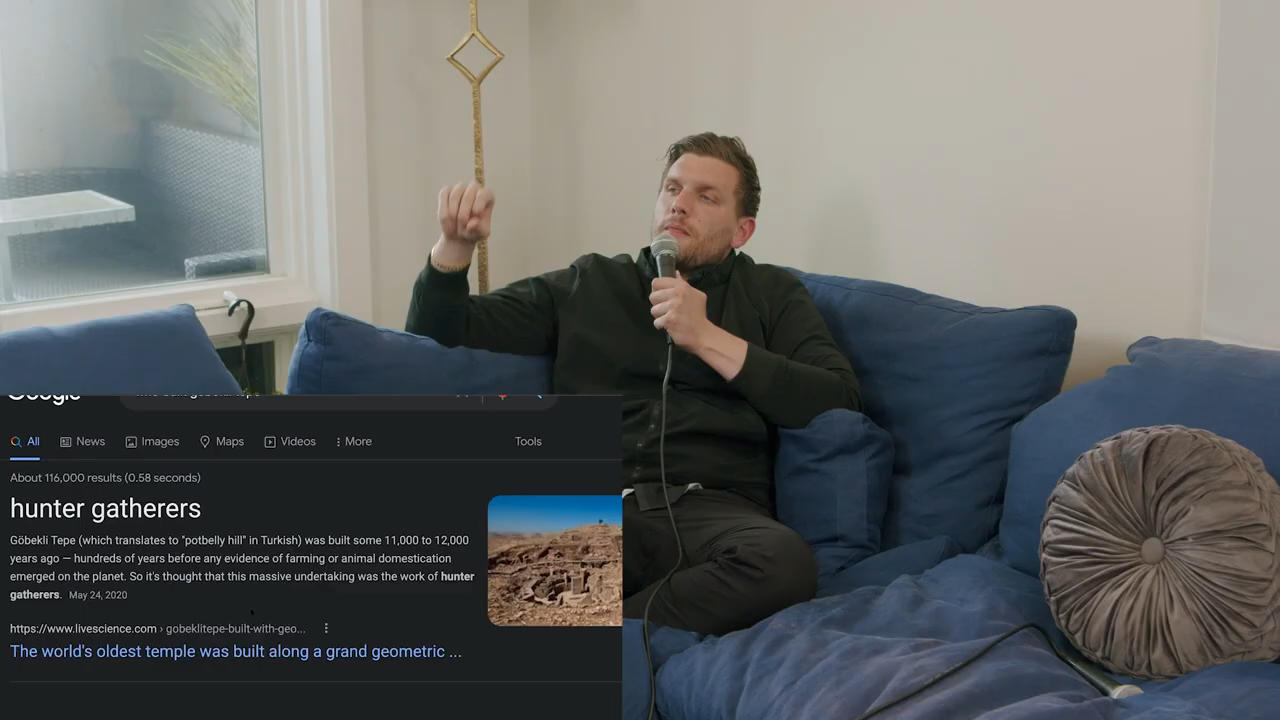 Google
All News Images Maps Videos More Tools
About 116,000 results (0.58 seconds)
hunter gatherers
Göbekli Tepe (which translates to "potbelly hill" in Turkish) was built some 11,000 to 12,000
years ago — hundreds of years before any evidence of farming or animal domestication
emerged on the planet. So it's thought that this massive undertaking was the work of hunter
gatherers. May 24, 2020
https://www.livescience.com › gobeklitepe-built-with-geo...
The world's oldest temple was built along a grand geometric ...